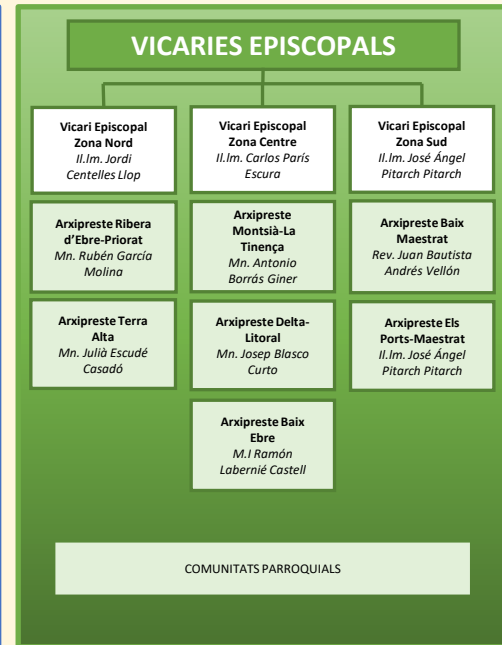 VICARIES EPISCOPALS
Vicari Episcopal
Zona Nord
Il.lm. Jordi
Centelles Llop
Arxipreste Ribera
d'Ebre-Priorat
Mn. Rubén García
Molina
Arxipreste Terra
Alta
Mn. Julià Escudé
Casadó
Vicari Episcopal
Zona Centre
Il.lm. Carlos París
Escura
Arxipreste
Montsià-La
Tinença
Mn. Antonio
Borrás Giner
Arxipreste Delta-
Litoral
Mn. Josep Blasco
Curto
Arxipreste Baix
Ebre
M.I Ramón
Labernié Castell
Vicari Episcopal
Zona Sud
Il.lm. José Ángel
Pitarch Pitarch
Arxipreste Baix
Maestrat
Rev. Juan Bautista
Andrés Vellón
Arxipreste Els
Ports-Maestrat
Il.lm. José Ángel
Pitarch Pitarch
COMUNITATS PARROQUIALS